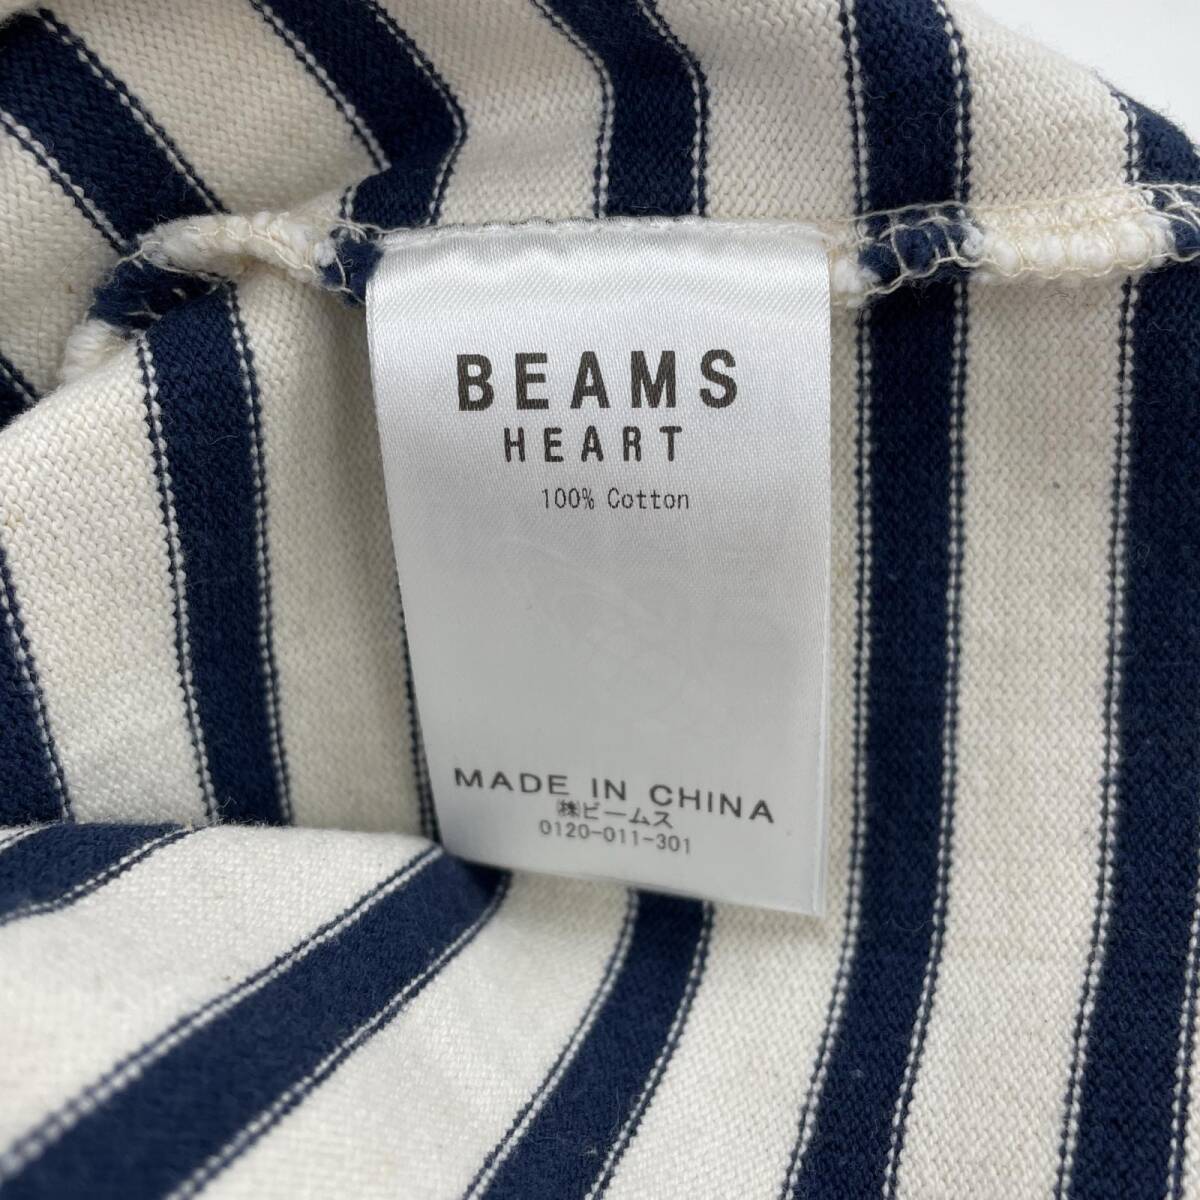 BEAMS
HEART
100% Cotton
MADE IN CHINA
㈱ビームス
0120-011-301